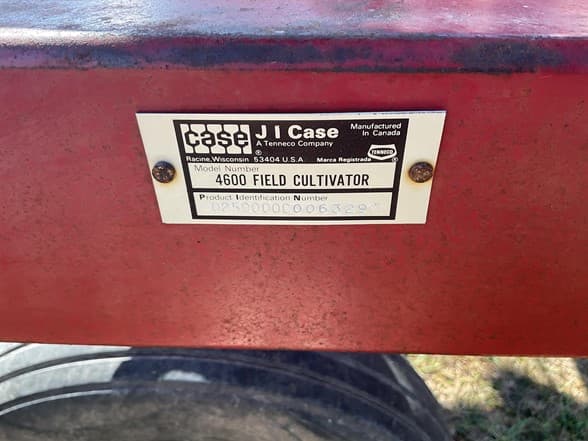 case J I Case Manufactured
A Tenneco Company In Canada
®
Racine, Wisconsin 53404 U.S.A Marca Registrada TENNECO ®
Model Number
4600 FIELD CULTIVATOR
Product Identification Number